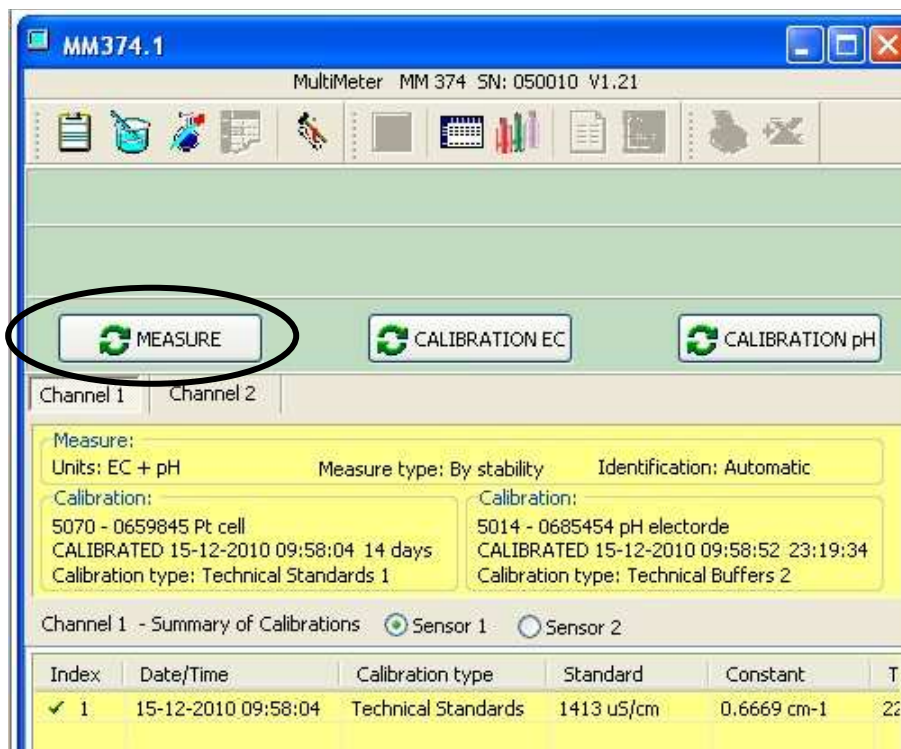 MM374.1
MultiMeter MM 374 SN: 050010 V1.21
MEASURE CALIBRATION EC CALIBRATION pH
Channel 1 Channel 2
Measure:
Units: EC + pH Measure type: By stability Identification: Automatic
Calibration: Calibration:
5070 - 0659845 Pt cell 5014 - 0685454 pH electorde
CALIBRATED 15-12-2010 09:58:04 14 days CALIBRATED 15-12-2010 09:58:52 23:19:34
Calibration type: Technical Standards 1 Calibration type: Technical Buffers 2
Channel 1 - Summary of Calibrations Sensor 1 Sensor 2
Index Date/Time Calibration type Standard Constant T
1 15-12-2010 09:58:04 Technical Standards 1413 uS/cm 0.6669 cm-1 22